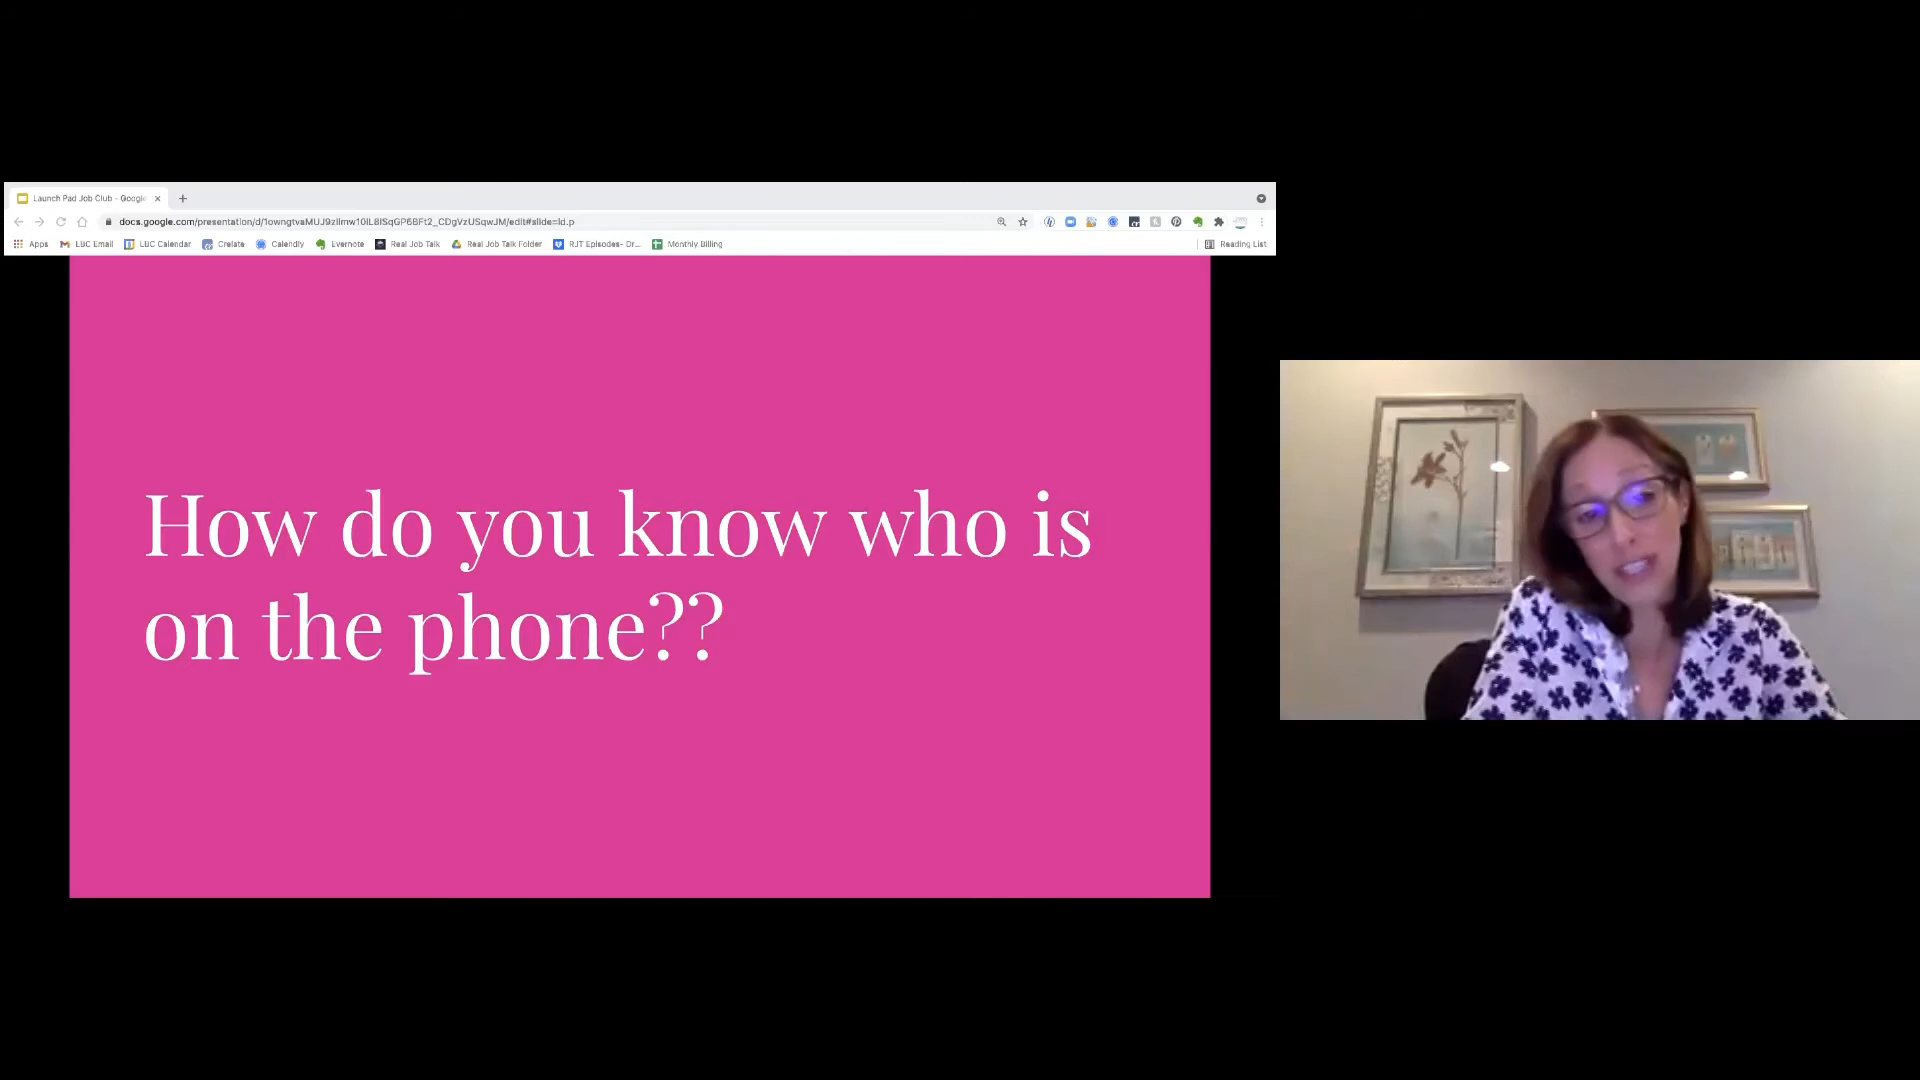 Launch Pad Job Club - Google
docs.google.com/presentation/d/1owngtvaMUJ9zIlmw10IL8ISqGP6BFt2_CDgVzUSqwJM/edit#slide=id.p
Apps LBC Email LBC Calendar Crelate Calendly Evernote Real Job Talk Real Job Talk Folder RJT Episodes- Dr... Monthly Billing Reading List
How do you know who is
on the phone??